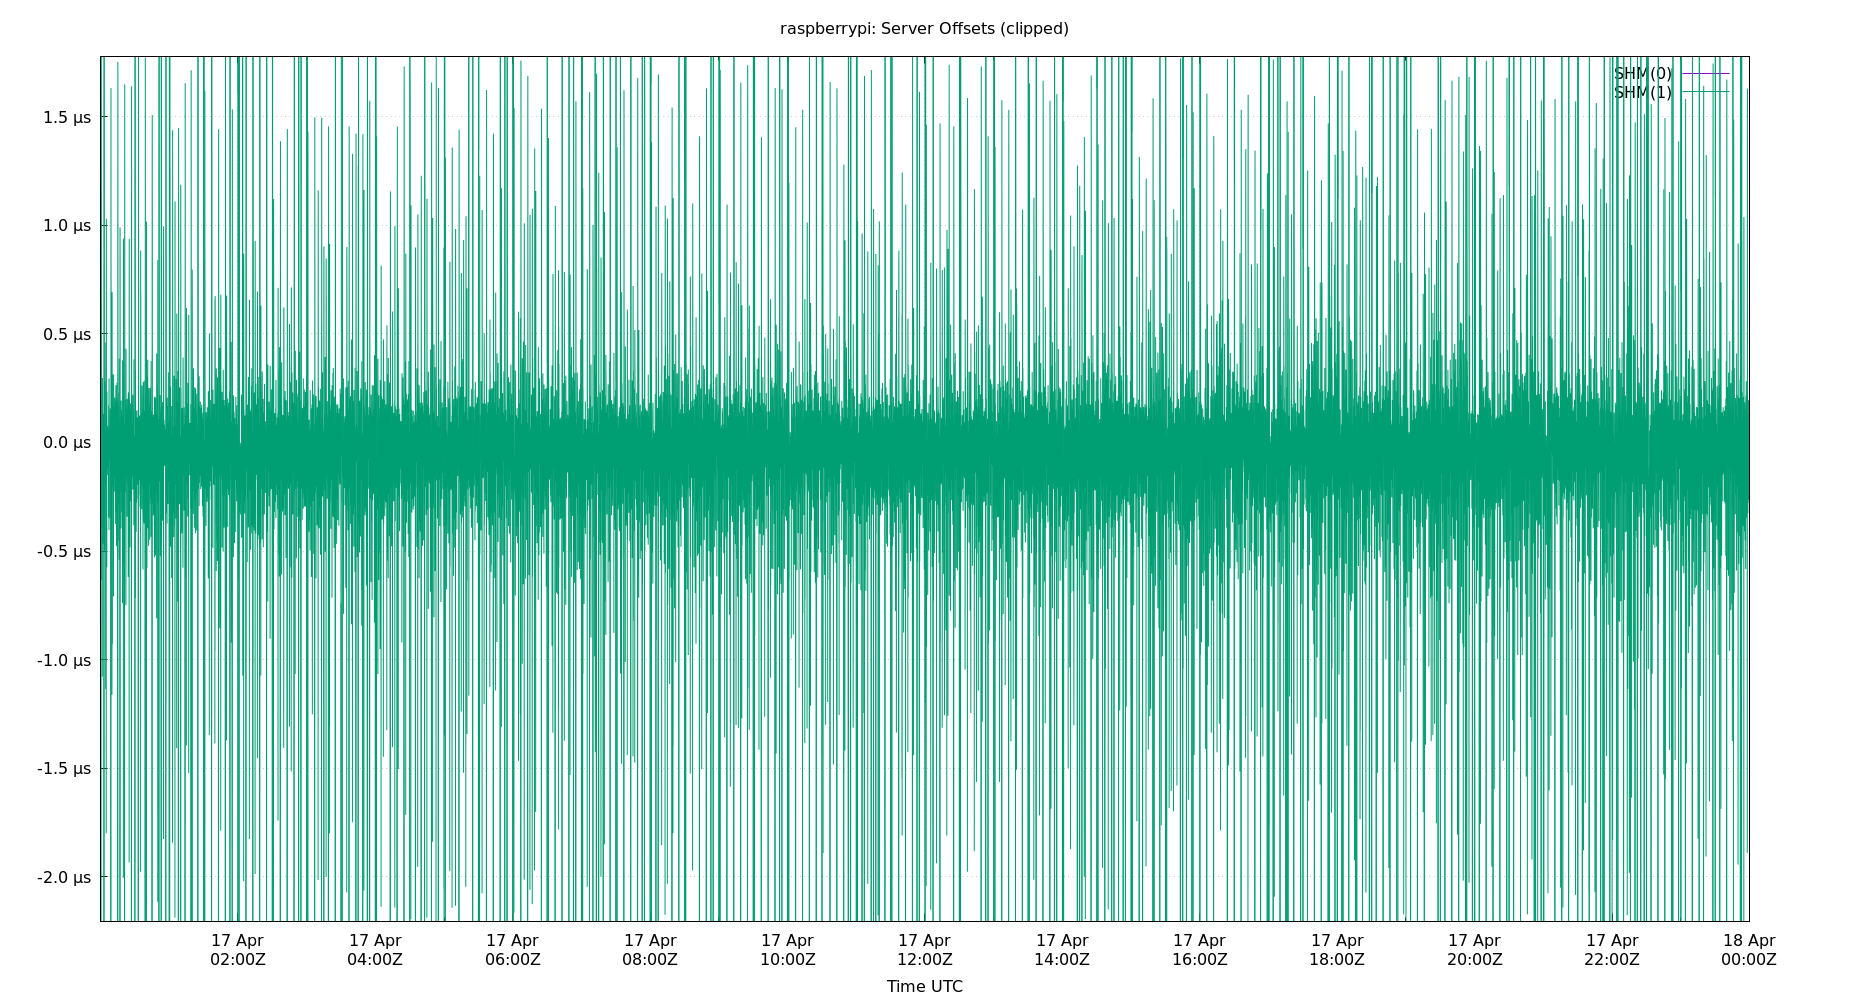 raspberrypi: Server Offsets (clipped)
SHM(0)
SHM(1)
1.5 µs
1.0 µs
0.5 µs
0.0 µs
-0.5 µs
-1.0 µs
-1.5 µs
-2.0 µs
17 Apr 17 Apr 17 Apr 17 Apr 17 Apr 17 Apr 17 Apr 17 Apr 17 Apr 17 Apr 17 Apr 18 Apr
02:00Z 04:00Z 06:00Z 08:00Z 10:00Z 12:00Z 14:00Z 16:00Z 18:00Z 20:00Z 22:00Z 00:00Z
Time UTC